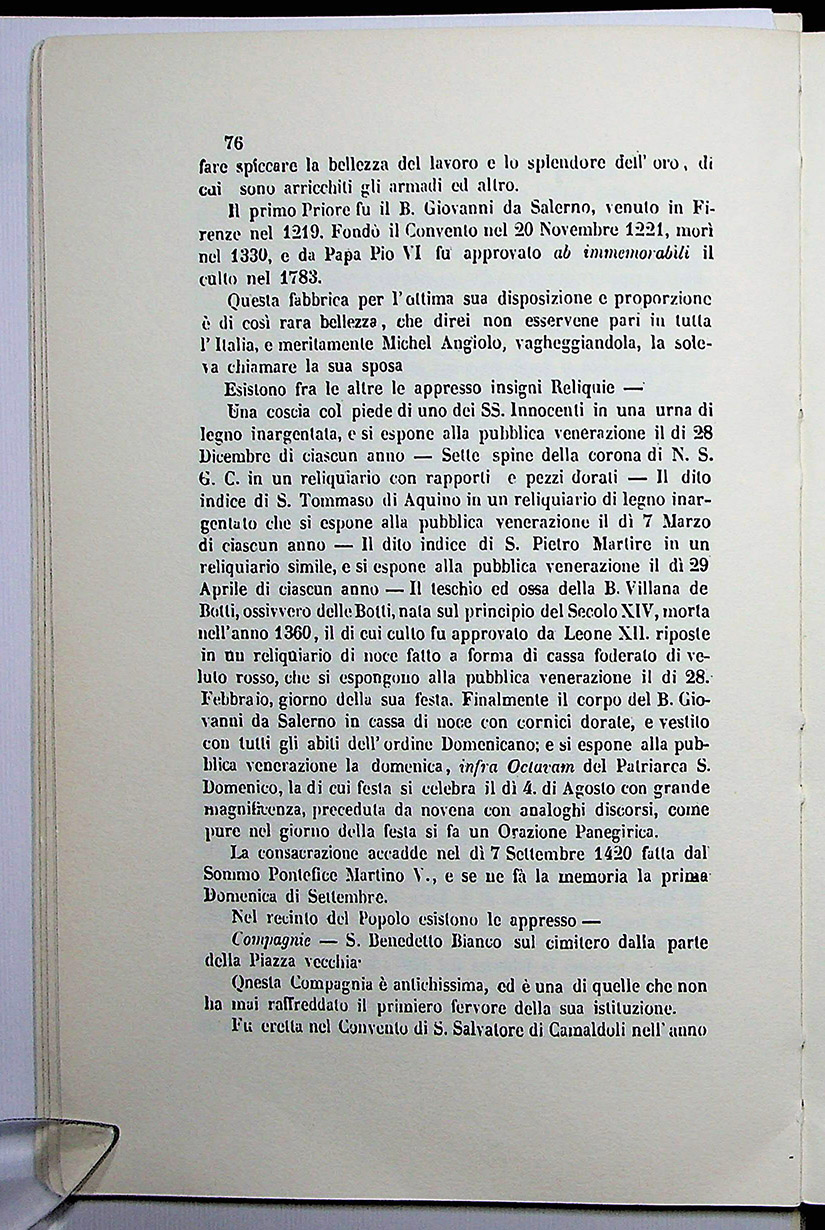 76
fare spiccare la bellezza del lavoro e lo splendore dell' oro, di
cui sono arricchiti gli armadi ed altro.
Il primo Priore fu il B. Giovanni da Salerno, venuto in Fi-
renze nel 1219. Fondò il Convento nel 20 Novembre 1221, morì
nel 1330, e da Papa Pio VI fu approvato ab immemorabili il
culto nel 1783.
Questa fabbrica per l'ottima sua disposizione e proporzione
è di così rara bellezza, che direi non esservene pari in tutta
l' Italia, e meritamente Michel Angiolo, vagheggiandola, la sole-
va chiamare la sua sposa
Esistono fra le altre le appresso insigni Reliquie —
Una coscia col piede di uno dei SS. Innocenti in una urna di
legno inargentata, e si espone alla pubblica venerazione il di 28
Dicembre di ciascun anno — Sette spine della corona di N. S.
G. C. in un reliquiario con rapporti e pezzi dorati — Il dito
indice di S. Tommaso di Aquino in un reliquiario di legno inar-
gentato che si espone alla pubblica venerazione il dì 7 Marzo
di ciascun anno — Il dito indice di S. Pietro Martire in un
reliquiario simile, e si espone alla pubblica venerazione il dì 29
Aprile di ciascun anno — Il teschio ed ossa della B. Villana de
Botti, ossivvero delle Botti, nata sul principio del Secolo XIV, morta
nell'anno 1360, il di cui culto fu approvato da Leone XII. riposte
in nu reliqniario di noce fatto a forma di cassa foderato di ve-
luto rosso, che si espongono alla pubblica venerazione il di 28.
Febbraio, giorno della sua festa. Finalmente il corpo del B. Gio-
vanni da Salerno in cassa di noce con cornici dorate, e vestito
con tutti gli abiti dell' ordine Domenicano; e si espone alla pub-
blica venerazione la domenica, infra Octavam del Patriarca S.
Domenico, la di cui festa si celebra il dì 4. di Agosto con grande
magnificenza, preceduta da novena con analoghi discorsi, come
pure nel giorno della festa si fa un Orazione Panegirica.
La consacrazione accadde nel dì 7 Settembre 1420 fatta dal
Sommo Pontefice Martino V., e se ne fà la memoria la prima
Domenica di Settembre.
Nel recinto del Popolo esistono le appresso —
Compagnie — S. Benedetto Bianco sul cimitero dalla parte
della Piazza vecchia.
Qnesta Compagnia è antichissima, ed è una di quelle che non
ha mai raffreddato il primiero fervore della sua istituzione.
Fu eretta nel Convento di S. Salvatore di Camaldoli nell' anno